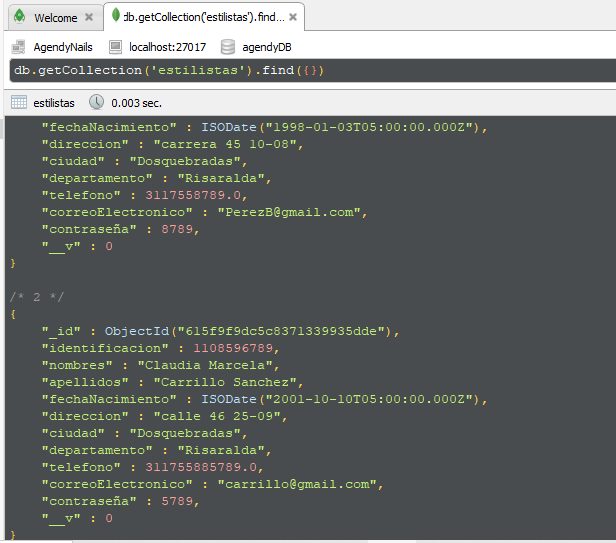 Welcome
db.getCollection('estilistas').find...
AgendyNails localhost:27017 agendyDB
db.getCollection('estilistas').find({})
estilistas 0.003 sec.
"fechaNacimiento" : ISODate("1998-01-03T05:00:00.000Z"),
"direccion" : "carrera 45 10-08",
"ciudad" : "Dosquebradas",
"departamento" : "Risaralda",
"telefono" : 3117558789.0,
"correoElectronico" : "PerezB@gmail.com",
"contraseña" : 8789,
"__v" : 0
}
/* 2 */
{
"_id" : ObjectId("615f9f9dc5c8371339935dde"),
"identificacion" : 1108596789,
"nombres" : "Claudia Marcela",
"apellidos" : "Carrillo Sanchez",
"fechaNacimiento" : ISODate("2001-10-10T05:00:00.000Z"),
"direccion" : "calle 46 25-09",
"ciudad" : "Dosquebradas",
"departamento" : "Risaralda",
"telefono" : 311755885789.0,
"correoElectronico" : "carrillo@gmail.com",
"contraseña" : 5789,
"__v" : 0
}